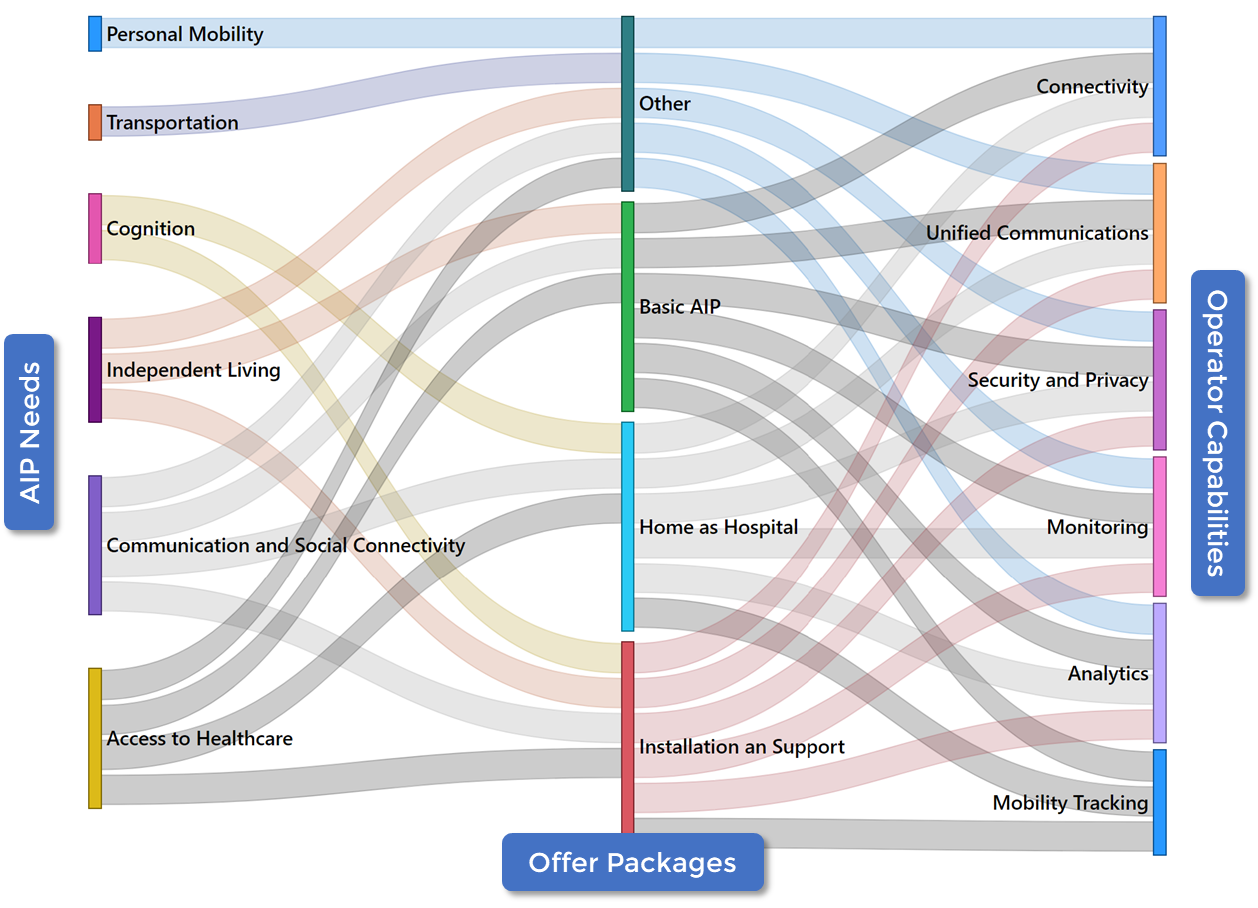 Personal Mobility
Transportation
Cognition
Independent Living
Communication and Social Connectivity
Access to Healthcare
AIP Needs
Other
Basic AIP
Home as Hospital
Installation an Support
Offer Packages
Connectivity
Unified Communications
Security and Privacy
Monitoring
Analytics
Mobility Tracking
Operator Capabilities